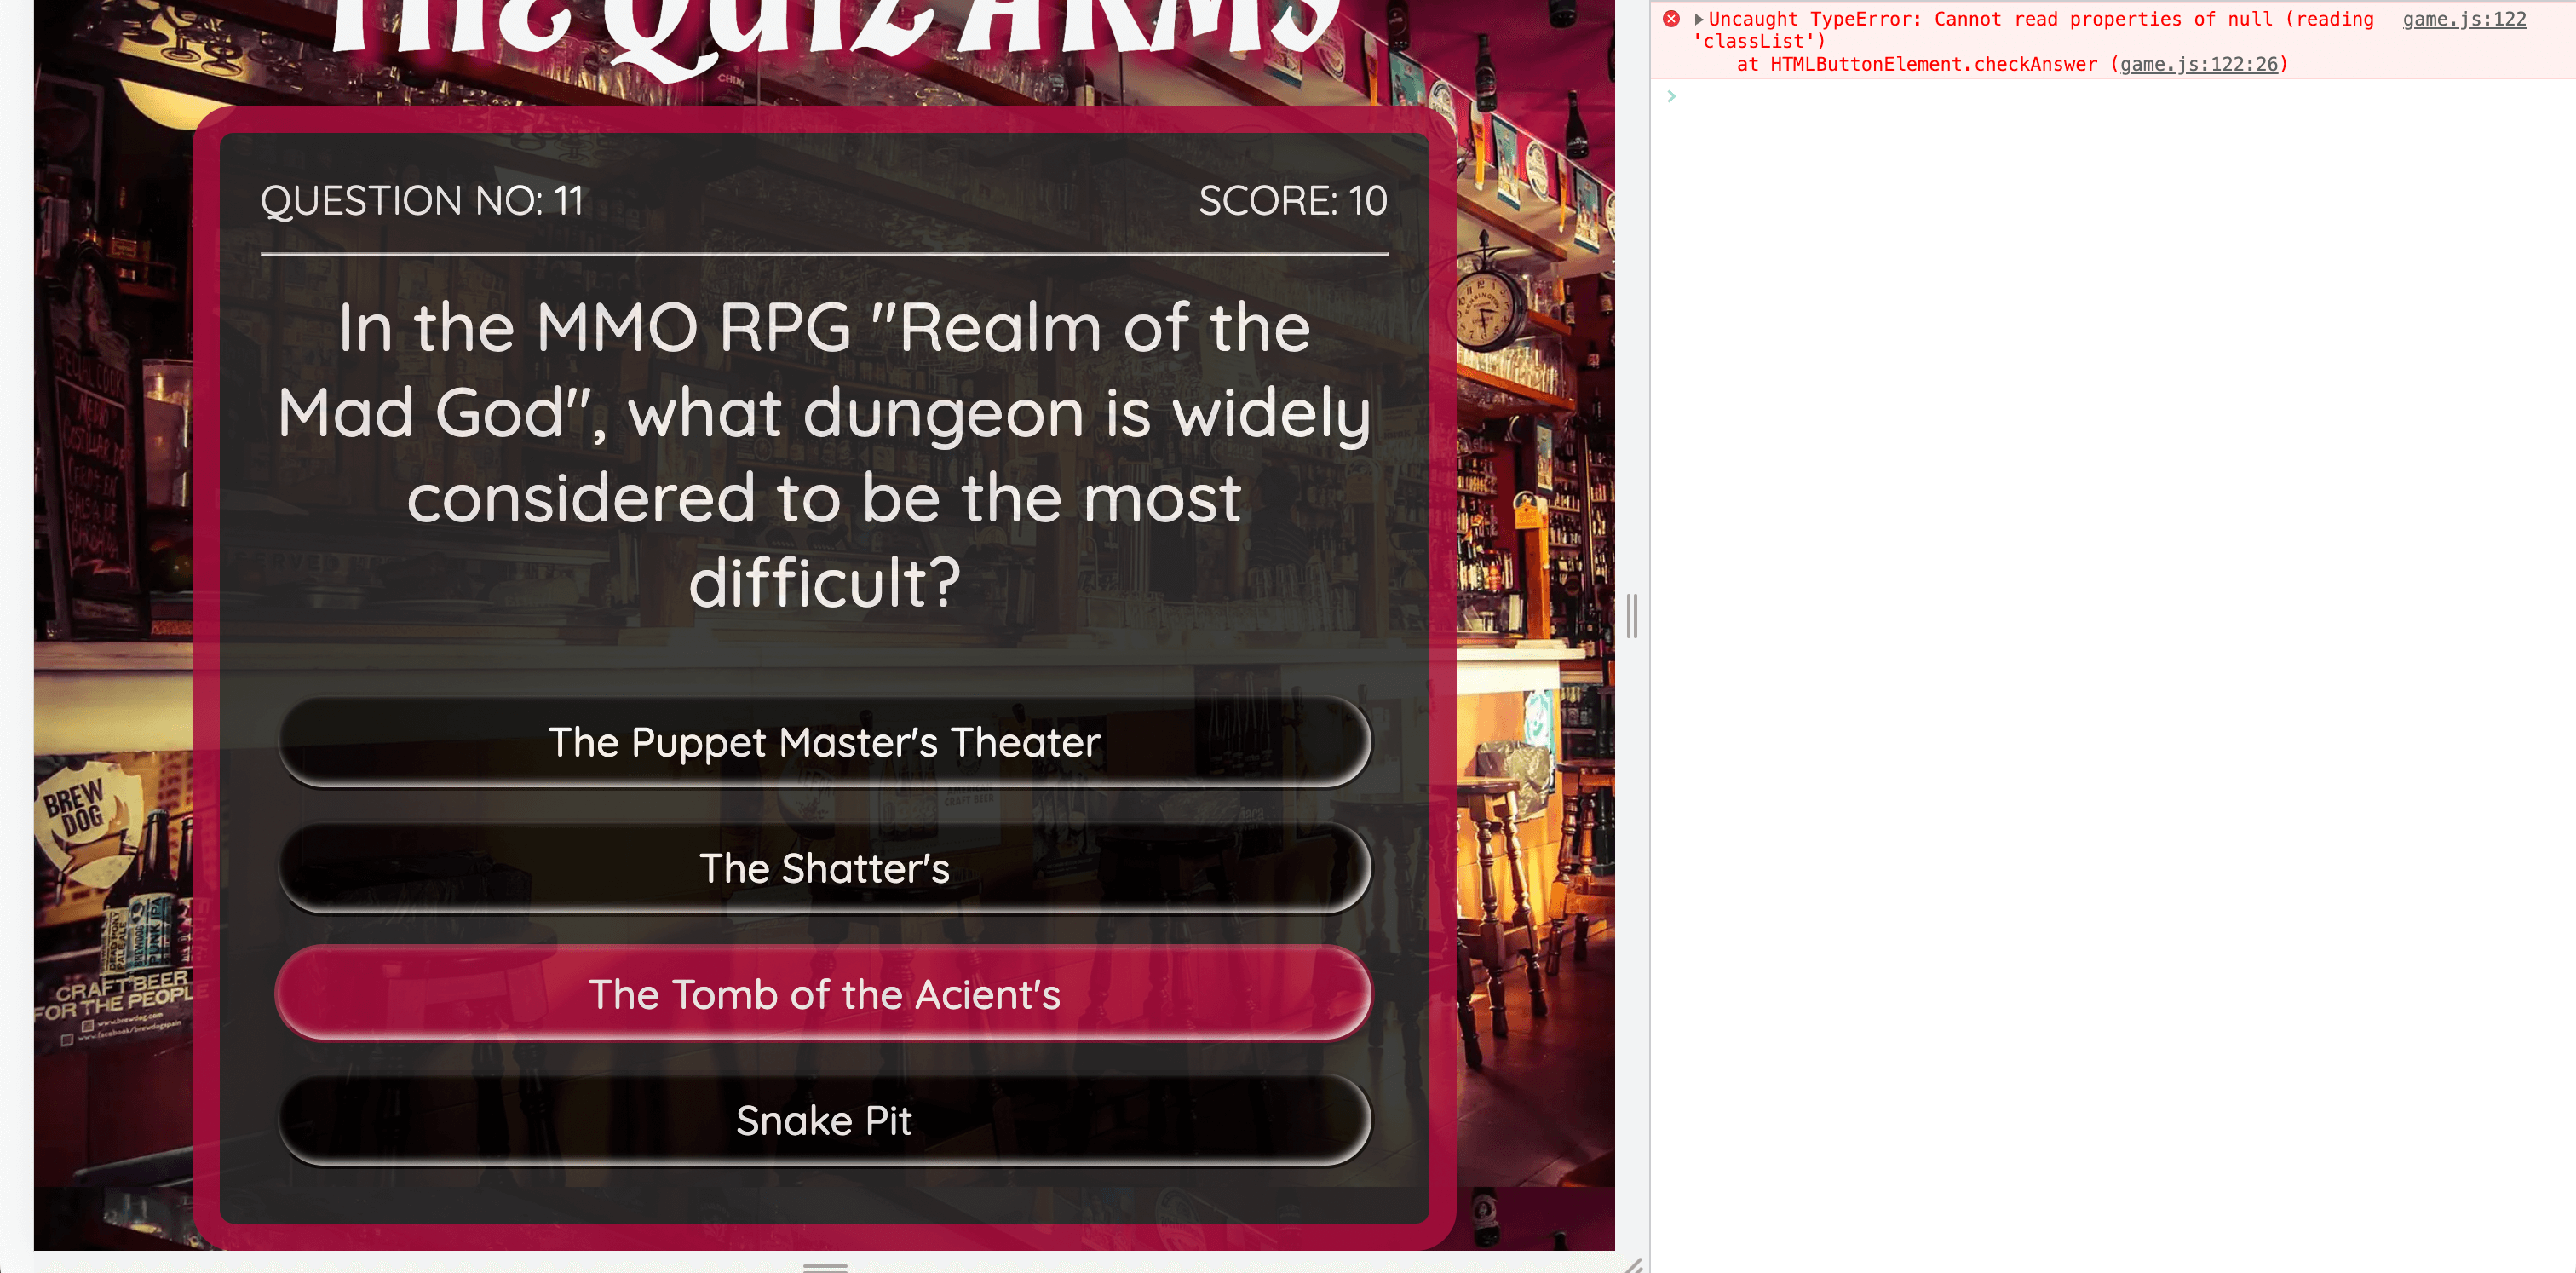 THE QUIZ ARMS
QUESTION NO: 11
SCORE: 10
In the MMO RPG "Realm of the
Mad God", what dungeon is widely
considered to be the most
difficult?
The Puppet Master's Theater
The Shatter's
The Tomb of the Acient's
Snake Pit
BREW
DOG
PUNK IPA
CRAFT BEER
FOR THE PEOPL
Uncaught TypeError: Cannot read properties of null (reading game.js:122
'classList')
at HTMLButtonElement.checkAnswer (game.js:122:26)